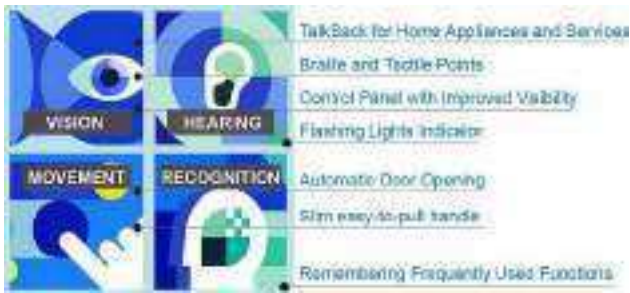 VISION
HEARING
MOVEMENT
RECOGNITION
TalkBack for Home Appliances and Services
Braille and Tactile Points
Control Panel with Improved Visibility
Flashing Lights Indicator
Automatic Door Opening
Slim easy-to-pull handle
Remembering Frequently Used Functions